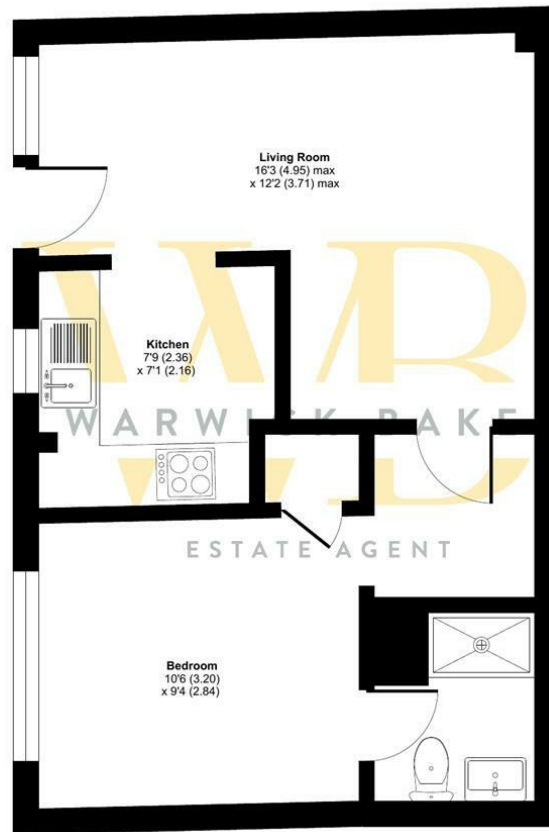 Living Room
16'3 (4.95) max
x 12'2 (3.71) max
WB
Kitchen
7'9 (2.36)
x 7'1 (2.16)
WARWICK BAKE
ESTATE AGENT
Bedroom
10'6 (3.20)
x 9'4 (2.84)